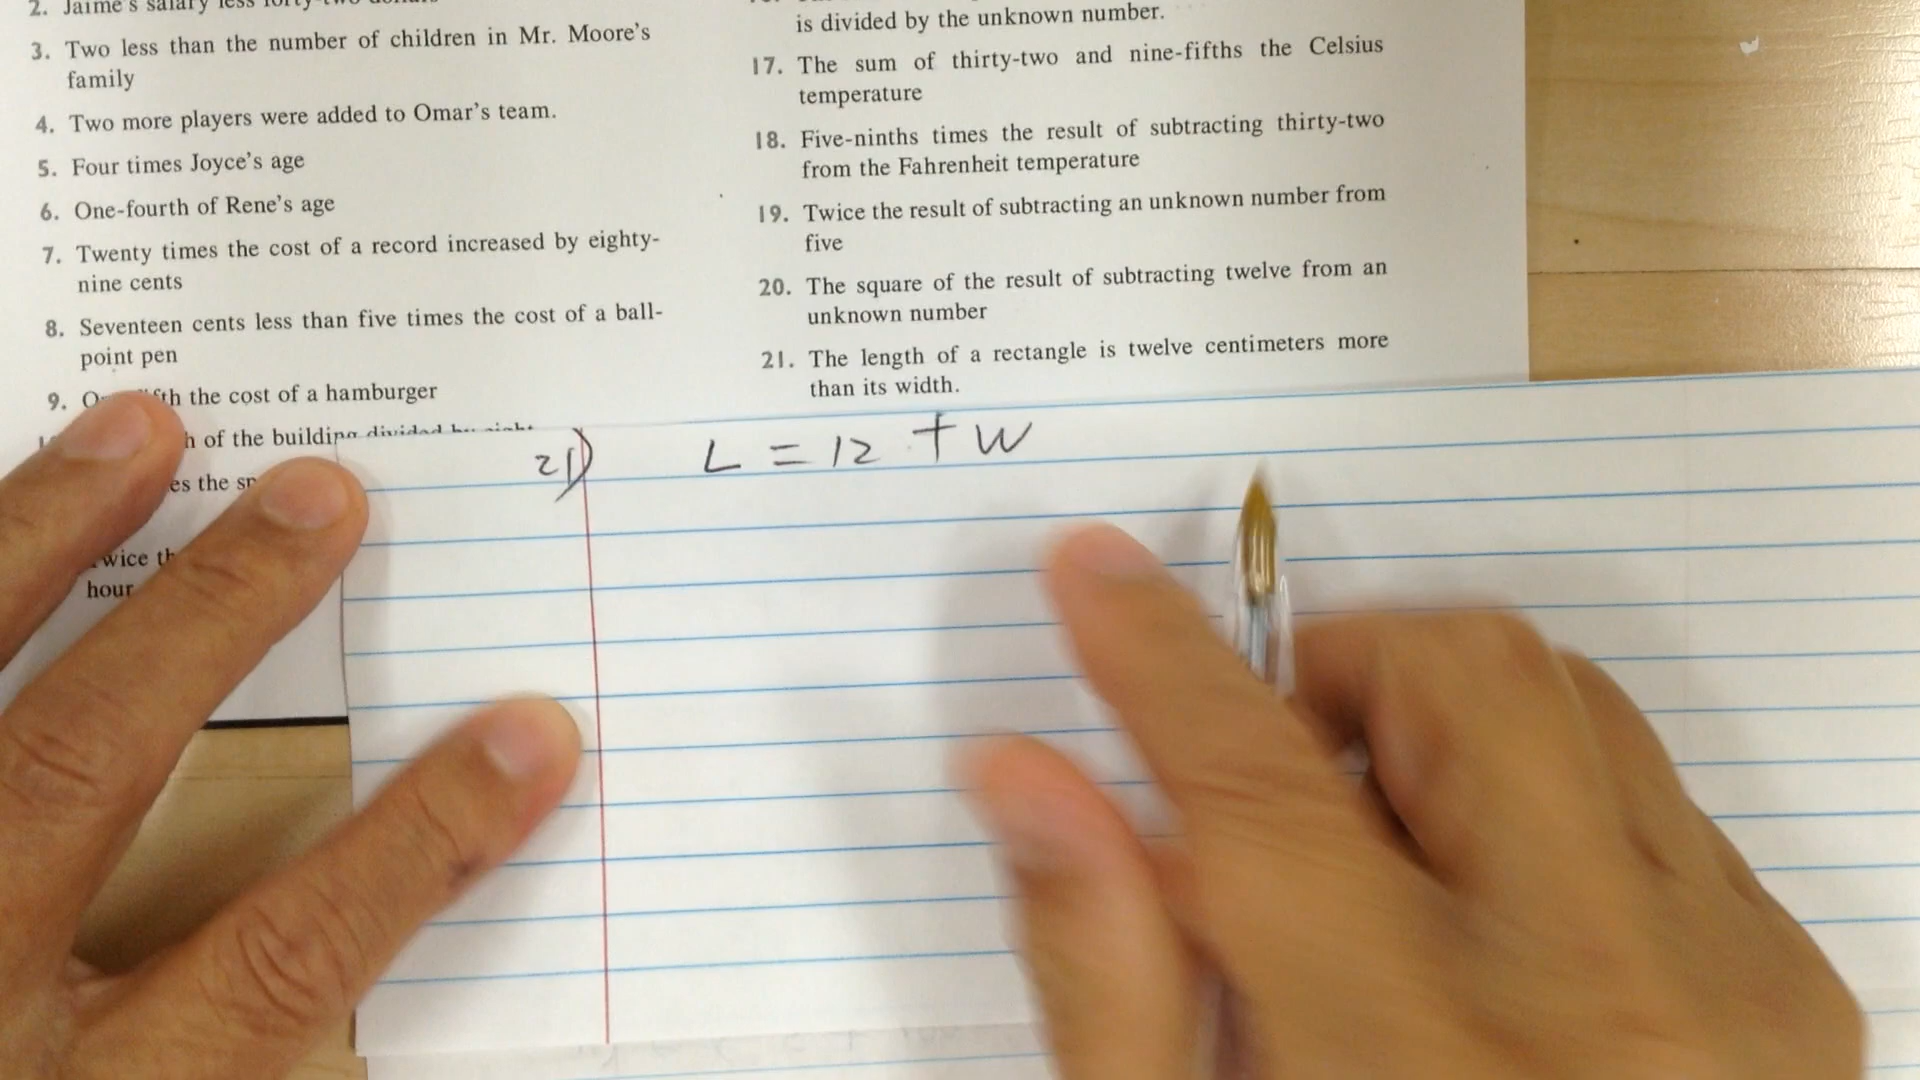 2. Jaime's salary less forty-two
3. Two less than the number of children in Mr. Moore's
family
4. Two more players were added to Omar's team.
5. Four times Joyce's age
6. One-fourth of Rene's age
7. Twenty times the cost of a record increased by eighty-
nine cents
8. Seventeen cents less than five times the cost of a ball-
point pen
9. the cost of a hamburger
of the building divided by
es the
wice
hour
is divided by the unknown number.
17. The sum of thirty-two and nine-fifths the Celsius
temperature
18. Five-ninths times the result of subtracting thirty-two
from the Fahrenheit temperature
19. Twice the result of subtracting an unknown number from
five
20. The square of the result of subtracting twelve from an
unknown number
21. The length of a rectangle is twelve centimeters more
than its width.
21) L = 12 + W